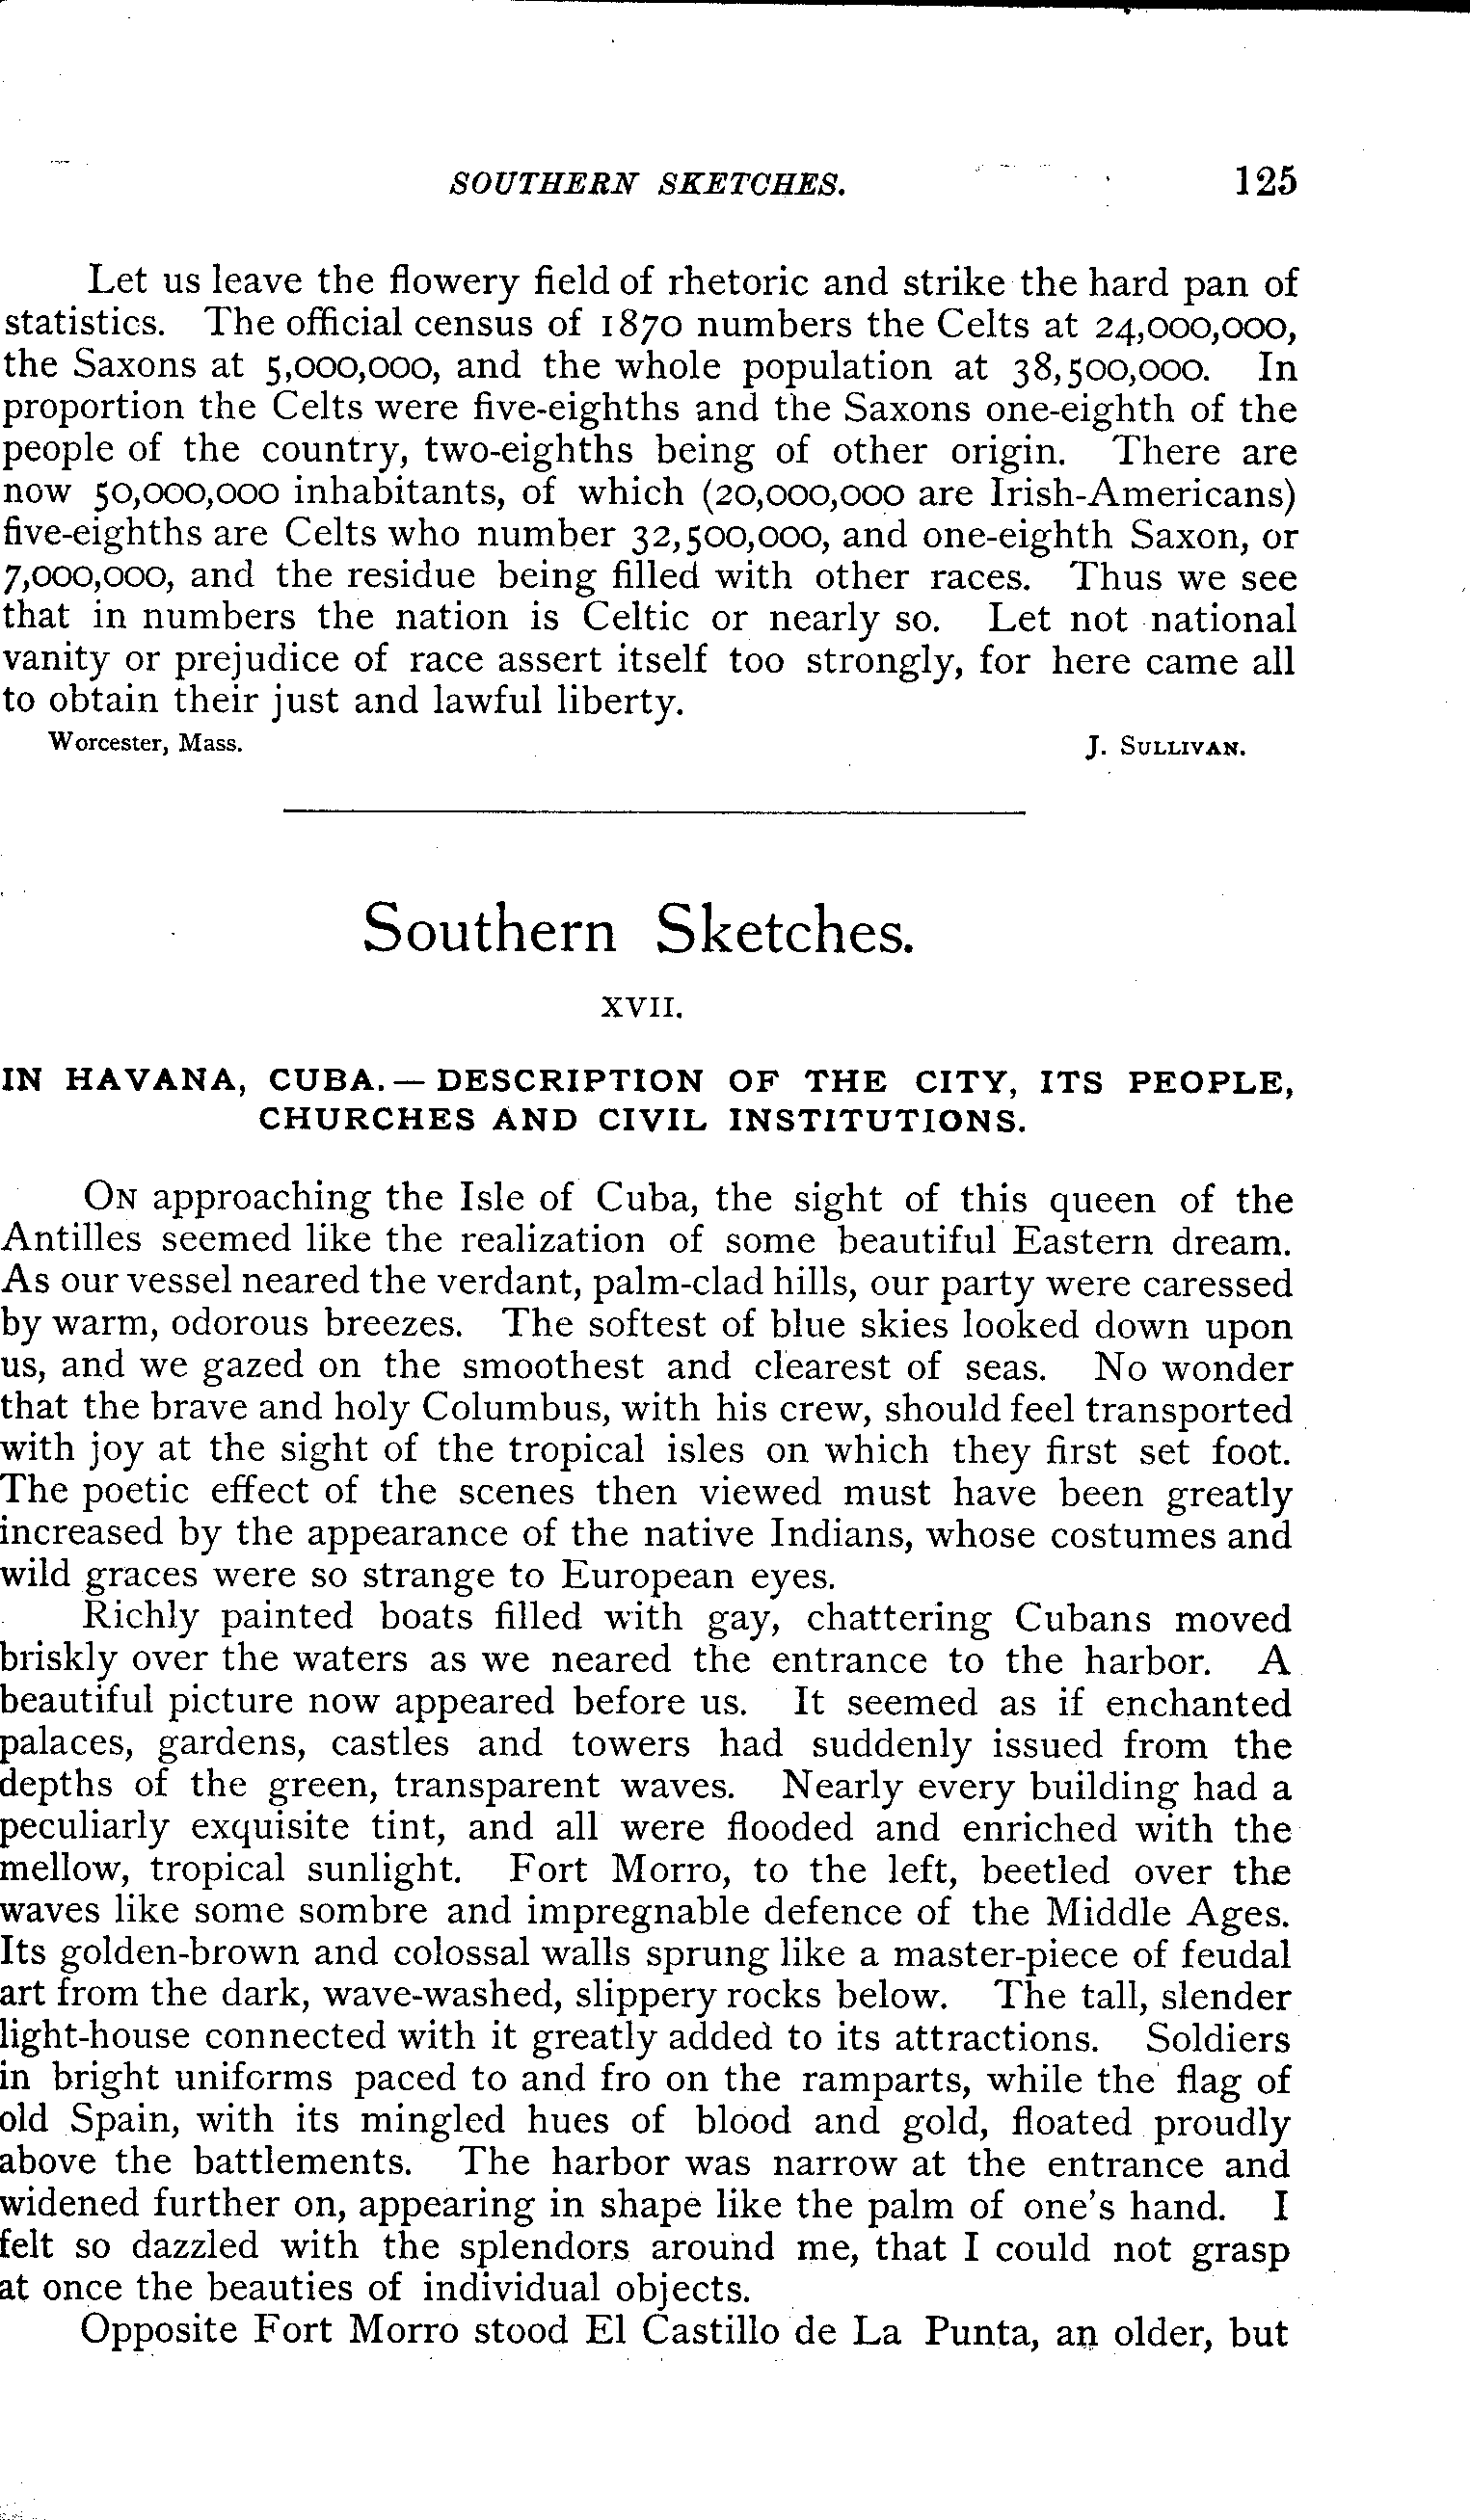 SOUTHERN SKETCHES. 125
Let us leave the flowery field of rhetoric and strike the hard pan of
statistics. The official census of 1870 numbers the Celts at 24,000,000,
the Saxons at 5,000,000, and the whole population at 38,500,000. In
proportion the Celts were five-eighths and the Saxons one-eighth of the
people of the country, two-eighths being of other origin. There are
now 50,000,000 inhabitants, of which (20,000,000 are Irish-Americans)
five-eighths are Celts who number 32,500,000, and one-eighth Saxon, or
7,000,000, and the residue being filled with other races. Thus we see
that in numbers the nation is Celtic or nearly so. Let not national
vanity or prejudice of race assert itself too strongly, for here came all
to obtain their just and lawful liberty.
Worcester, Mass. J. SULLIVAN.
Southern Sketches.
XVII.
IN HAVANA, CUBA.—DESCRIPTION OF THE CITY, ITS PEOPLE,
CHURCHES AND CIVIL INSTITUTIONS.
ON approaching the Isle of Cuba, the sight of this queen of the
Antilles seemed like the realization of some beautiful Eastern dream.
As our vessel neared the verdant, palm-clad hills, our party were caressed
by warm, odorous breezes. The softest of blue skies looked down upon
us, and we gazed on the smoothest and clearest of seas. No wonder
that the brave and holy Columbus, with his crew, should feel transported
with joy at the sight of the tropical isles on which they first set foot.
The poetic effect of the scenes then viewed must have been greatly
increased by the appearance of the native Indians, whose costumes and
wild graces were so strange to European eyes.
Richly painted boats filled with gay, chattering Cubans moved
briskly over the waters as we neared the entrance to the harbor. A
beautiful picture now appeared before us. It seemed as if enchanted
palaces, gardens, castles and towers had suddenly issued from the
depths of the green, transparent waves. Nearly every building had a
peculiarly exquisite tint, and all were flooded and enriched with the
mellow, tropical sunlight. Fort Morro, to the left, beetled over the
waves like some sombre and impregnable defence of the Middle Ages.
Its golden-brown and colossal walls sprung like a master-piece of feudal
art from the dark, wave-washed, slippery rocks below. The tall, slender
light-house connected with it greatly added to its attractions. Soldiers
in bright uniforms paced to and fro on the ramparts, while the flag of
old Spain, with its mingled hues of blood and gold, floated proudly
above the battlements. The harbor was narrow at the entrance and
widened further on, appearing in shape like the palm of one's hand. I
felt so dazzled with the splendors around me, that I could not grasp
at once the beauties of individual objects.
Opposite Fort Morro stood El Castillo de La Punta, an older, but